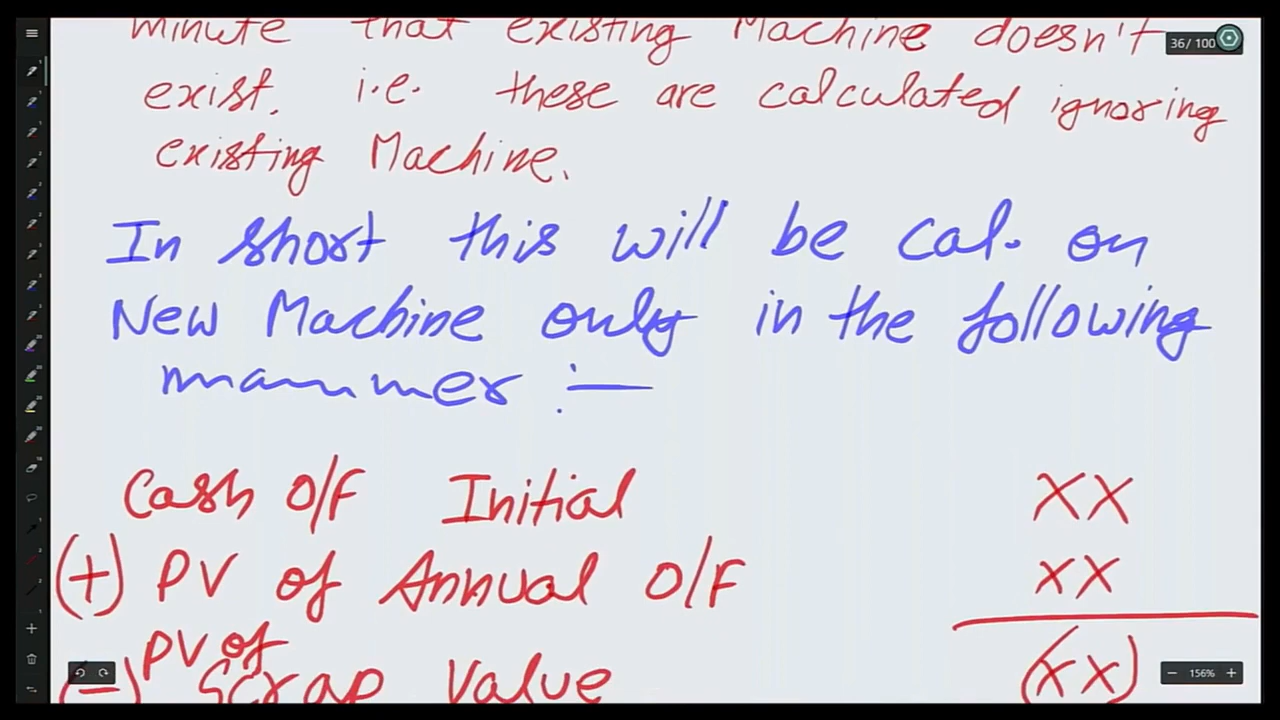 minute that existing Machine doesn't
36/100
exist. i.e. these are calculated ignoring
existing Machine.
In short this will be cal. on
New Machine only in the following
manner :—
Cash O/F Initial XX
(+) PV of Annual O/F XX
PV of
(-) Scrap Value (XX)
156%